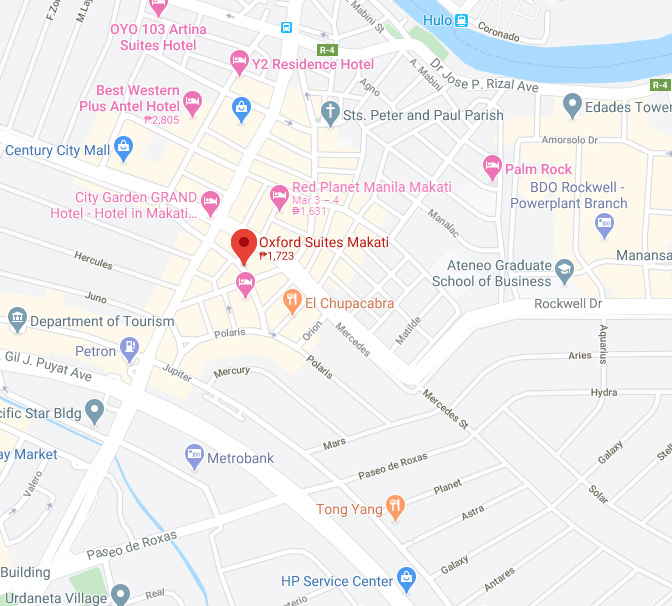 F.Zo
M.La
OYO 103 Artina
Suites Hotel
A. Mabini St
Hulo
Coronado
R-4
Y2 Residence Hotel
A. Mabini
Dr Jose P. Rizal Ave
R-4
Agno
Best Western
Plus Antel Hotel
₱2,805
Sts. Peter and Paul Parish
Edades Tower
Amorsolo Dr
Century City Mall
Palm Rock
Red Planet Manila Makati
Mar 3 – 4
₱1,631
City Garden GRAND
Hotel - Hotel in Makati...
BDO Rockwell -
Powerplant Branch
Manalac
Oxford Suites Makati
₱1,723
Hercules
Manansa
Ateneo Graduate
School of Business
Juno
El Chupacabra
Rockwell Dr
Department of Tourism
Polaris
Orion
Mercedes
Matilde
Aquarius
Petron
Aries
Gil J. Puyat Ave
Jupiter
Mercury
Polaris
Hydra
Mercedes St
cific Star Bldg
Mars
Galaxy
Stell
ay Market
Metrobank
Paseo de Roxas
Valero
Planet
Solar
Tong Yang
Astra
Paseo de Roxas
Galaxy
Building
HP Service Center
Antares
Urdaneta Village
Real
terio